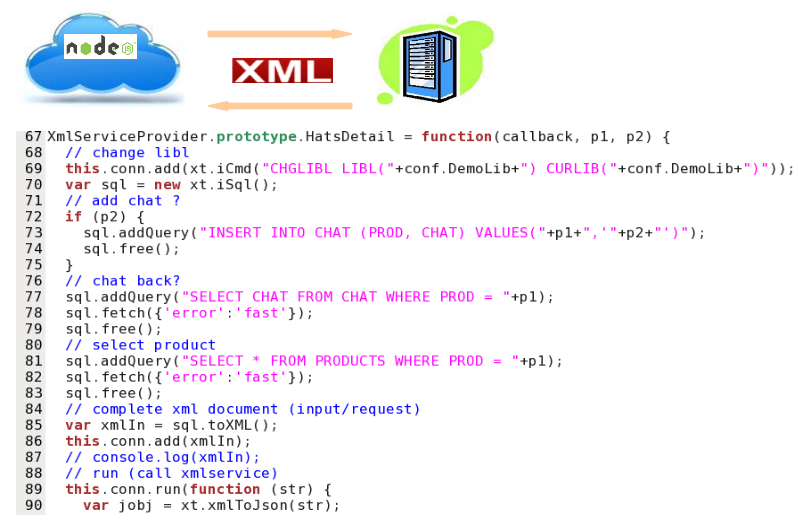 node JS
XML
67 XmlServiceProvider.prototype.HatsDetail = function(callback, p1, p2) {
68   // change libl
69   this.conn.add(xt.iCmd("CHGLIBL LIBL("+conf.DemoLib+") CURLIB("+conf.DemoLib+")"));
70   var sql = new xt.iSql();
71   // add chat ?
72   if (p2) {
73     sql.addQuery("INSERT INTO CHAT (PROD, CHAT) VALUES("+p1+",'"+p2+"')");
74     sql.free();
75   }
76   // chat back?
77   sql.addQuery("SELECT CHAT FROM CHAT WHERE PROD = "+p1);
78   sql.fetch({'error':'fast'});
79   sql.free();
80   // select product
81   sql.addQuery("SELECT * FROM PRODUCTS WHERE PROD = "+p1);
82   sql.fetch({'error':'fast'});
83   sql.free();
84   // complete xml document (input/request)
85   var xmlIn = sql.toXML();
86   this.conn.add(xmlIn);
87   // console.log(xmlIn);
88   // run (call xmlservice)
89   this.conn.run(function (str) {
90     var jobj = xt.xmlToJson(str);